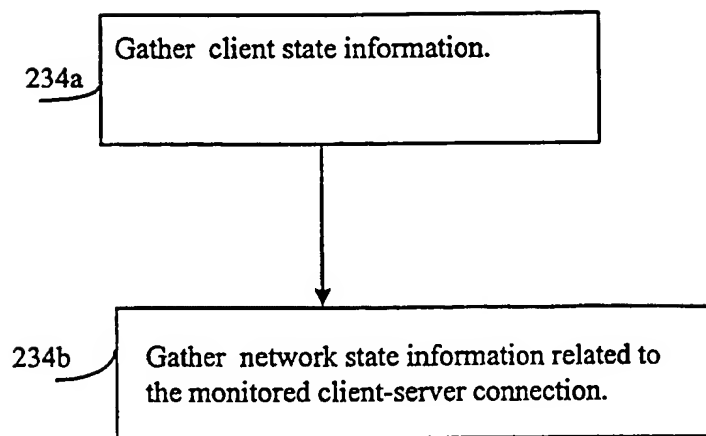 Gather client state information.
234a
234b
Gather network state information related to
the monitored client-server connection.